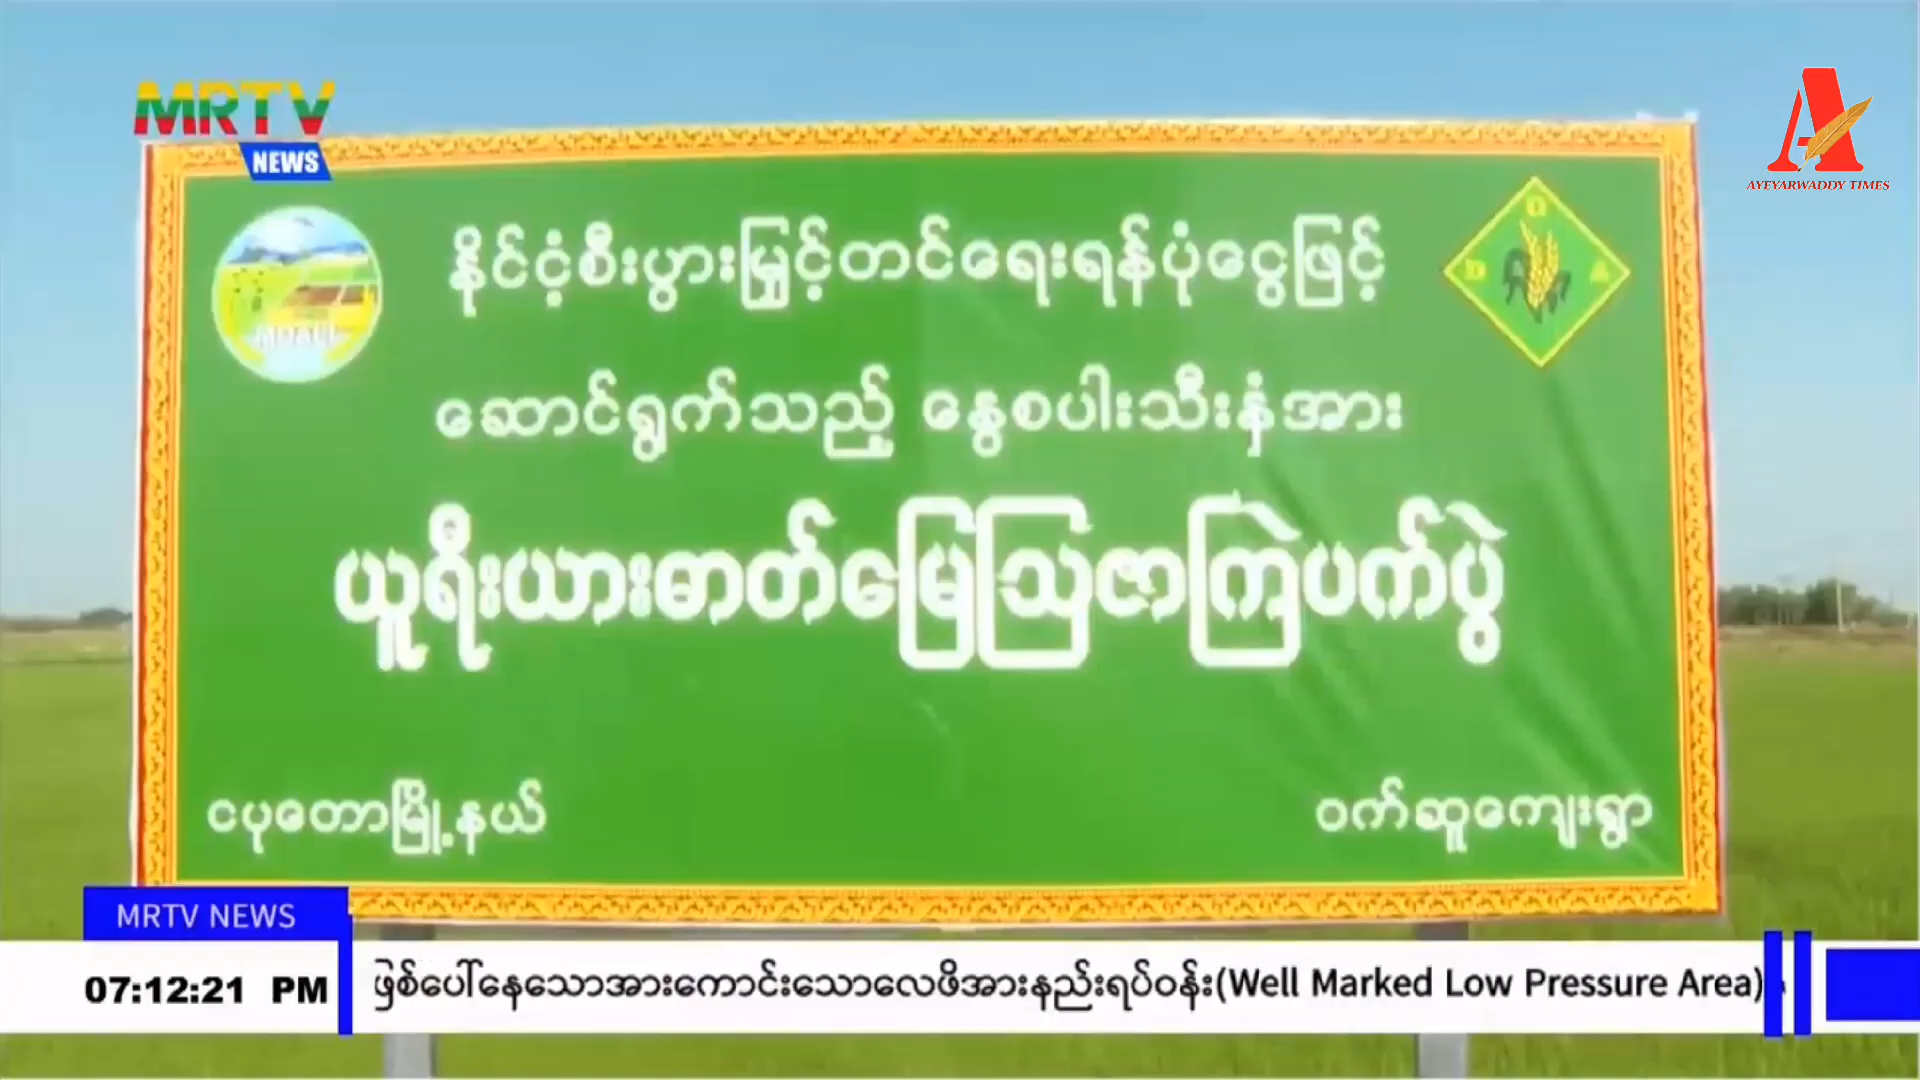 MRTV
NEWS
A
AYEYARWADDY TIMES
နိုင်ငံ့စီးပွားမြှင့်တင်ရေးရန်ပုံငွေဖြင့်
ဆောင်ရွက်သည့် နွေစပါးသီးနှံအား
ယူရီးယားဓာတ်မြေဩဇာကြဲပက်ပွဲ
ငပုတောမြို့နယ်
ဝက်ဆူကျေးရွာ
MRTV NEWS
07:12:21 PM
ဖြစ်ပေါ်နေသောအားကောင်းသောလေဖိအားနည်းရပ်ဝန်း(Well Marked Low Pressure Area)